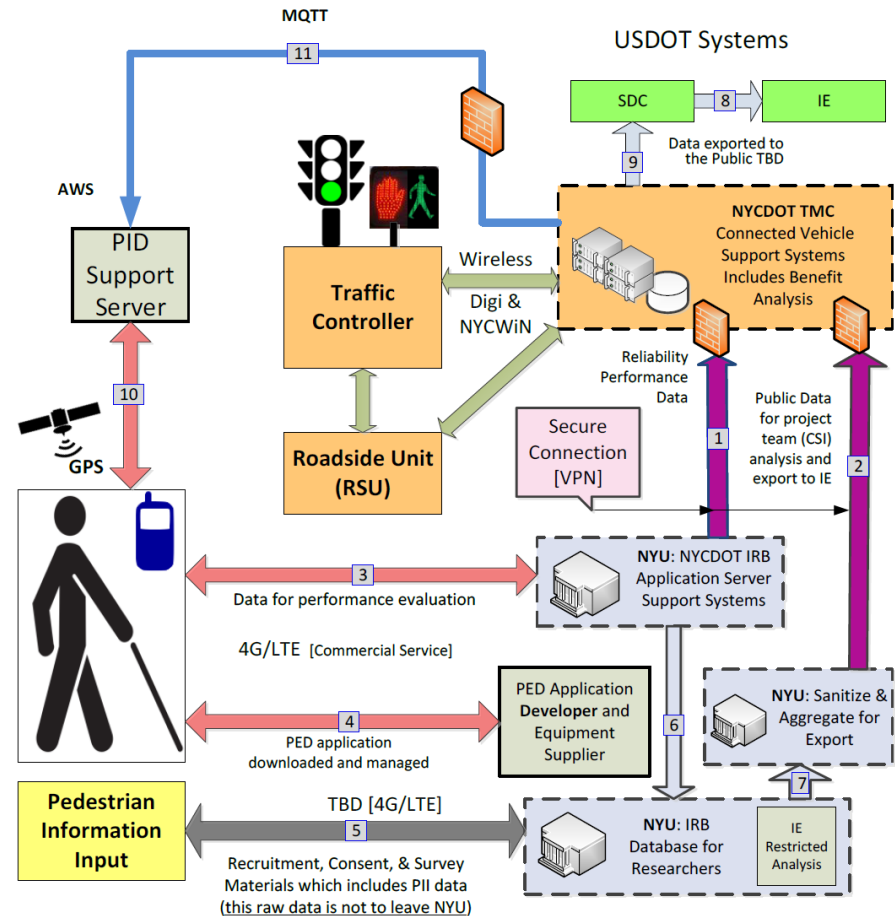 MQTT
USDOT Systems
11
SDC
8
IE
9
Data exported to
the Public TBD
AWS
PID
Support
Server
NYCDOT TMC
Connected Vehicle
Support Systems
Includes Benefit
Analysis
Wireless
Digi &
NYCWiN
Traffic
Controller
10
GPS
Reliability
Performance
Data
1
Public Data
for project
team (CSI)
analysis and
export to IE
2
Secure
Connection
[VPN]
Roadside Unit
(RSU)
3
Data for performance evaluation
NYU: NYCDOT IRB
Application Server
Support Systems
4G/LTE [Commercial Service]
4
PED application
downloaded and managed
PED Application
Developer and
Equipment
Supplier
6
NYU: Sanitize &
Aggregate for
Export
7
Pedestrian
Information
Input
TBD [4G/LTE]
5
Recruitment, Consent, & Survey
Materials which includes PII data
(this raw data is not to leave NYU)
NYU: IRB
Database for
Researchers
IE
Restricted
Analysis